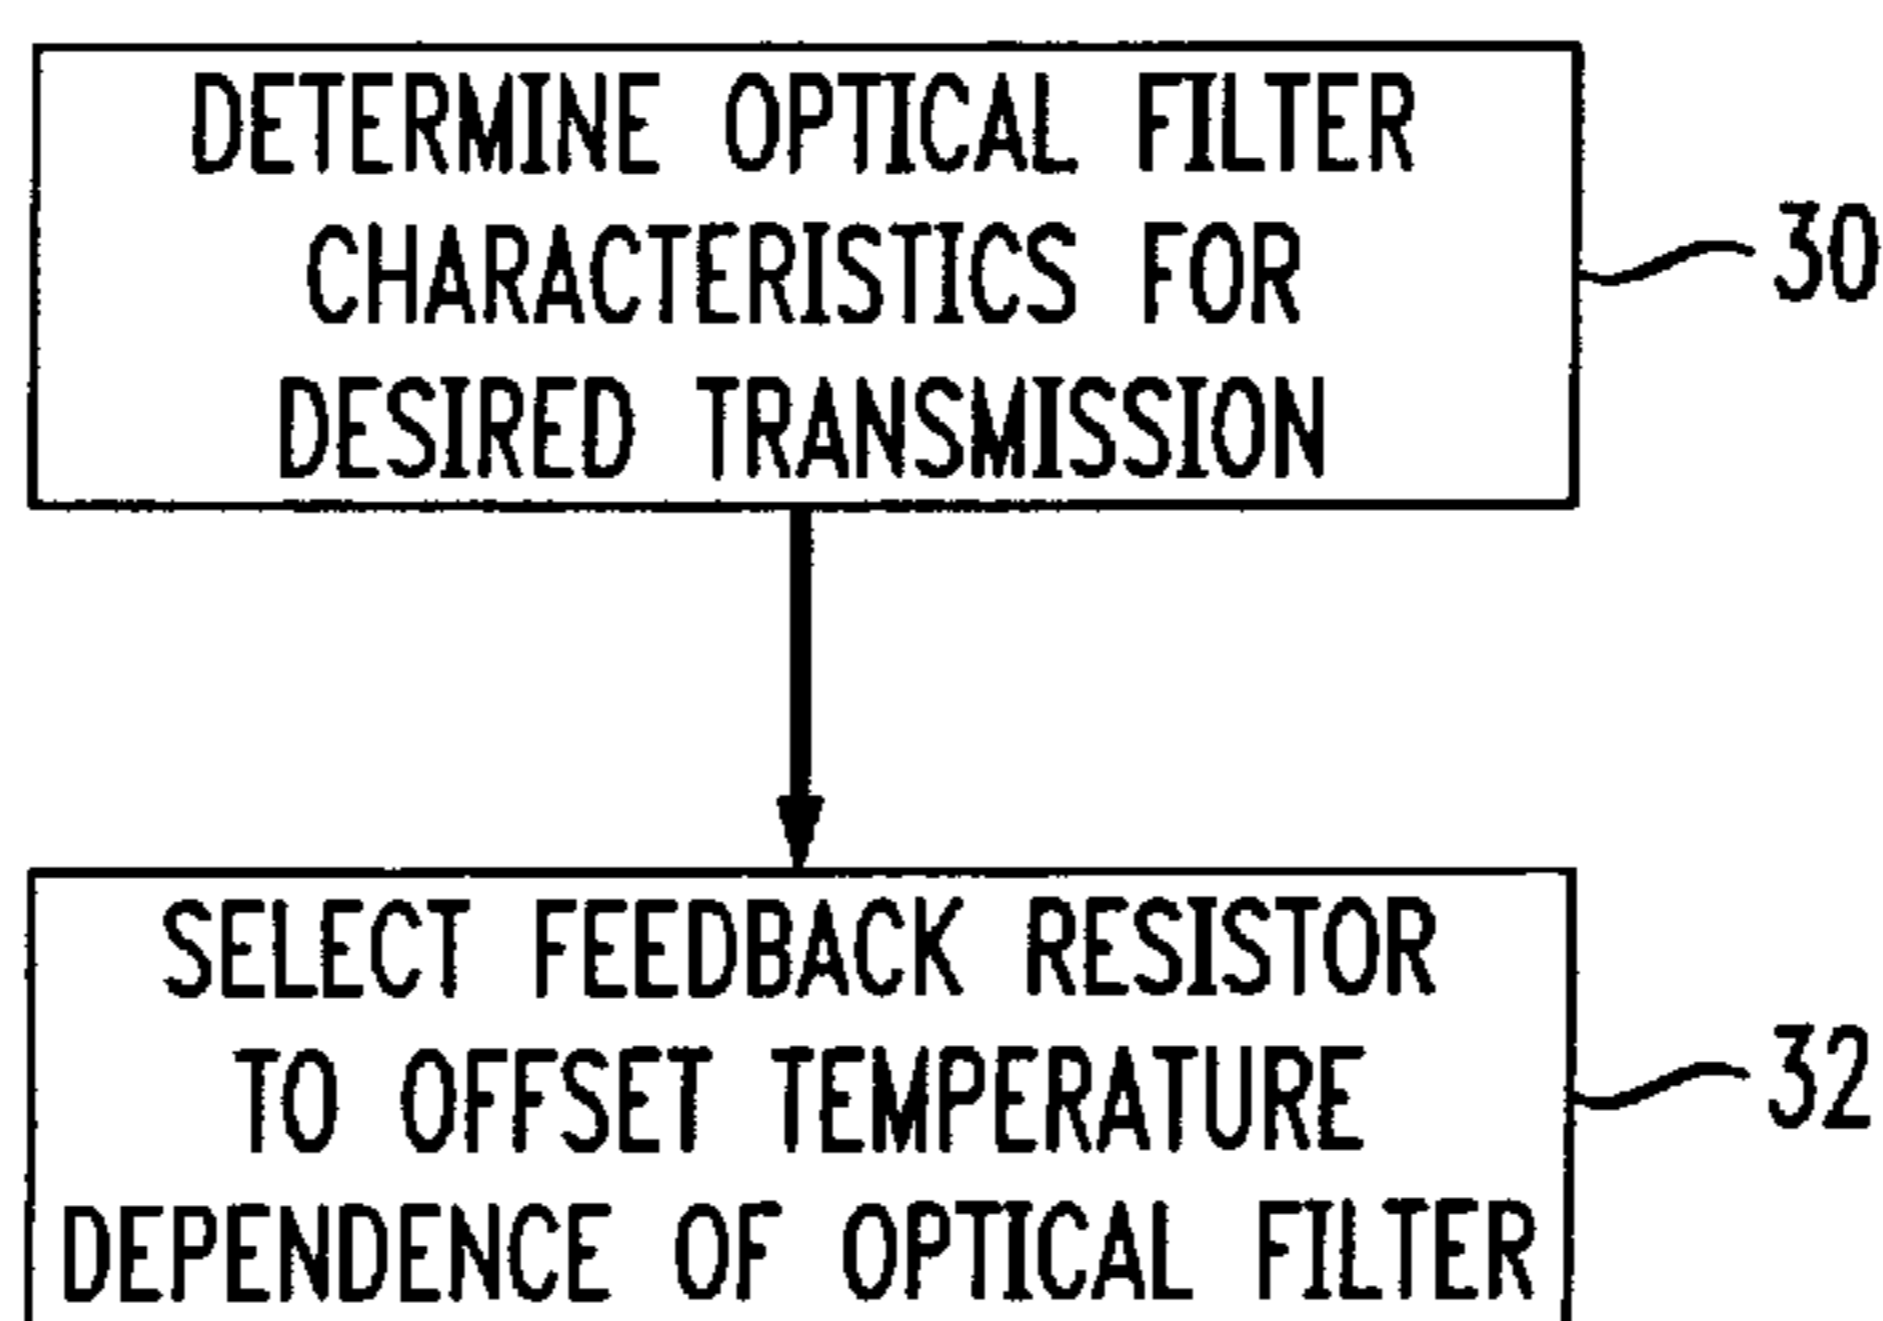 DETERMINE OPTICAL FILTER
CHARACTERISTICS FOR
DESIRED TRANSMISSION
30
SELECT FEEDBACK RESISTOR
TO OFFSET TEMPERATURE
DEPENDENCE OF OPTICAL FILTER
32